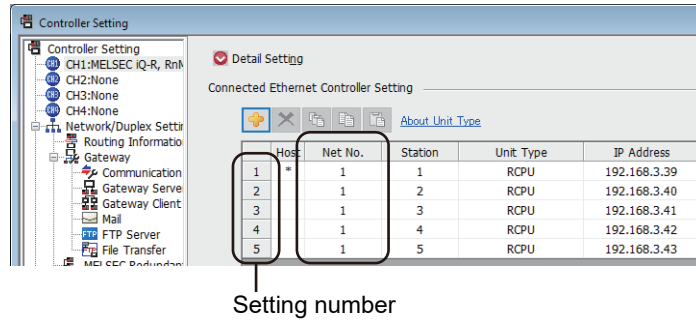 Controller Setting
Controller Setting
CH1:MELSEC iQ-R, RnM
CH2:None
CH3:None
CH4:None
Network/Duplex Settin
Routing Informatio
Gateway
Communication
Gateway Serve
Gateway Client
Mail
FTP Server
File Transfer
MELSEC Redundan
Detail Setting
Connected Ethernet Controller Setting
About Unit Type
Host Net No. Station Unit Type IP Address
1 * 1 1 RCPU 192.168.3.39
2 1 2 RCPU 192.168.3.40
3 1 3 RCPU 192.168.3.41
4 1 4 RCPU 192.168.3.42
5 1 5 RCPU 192.168.3.43
Setting number